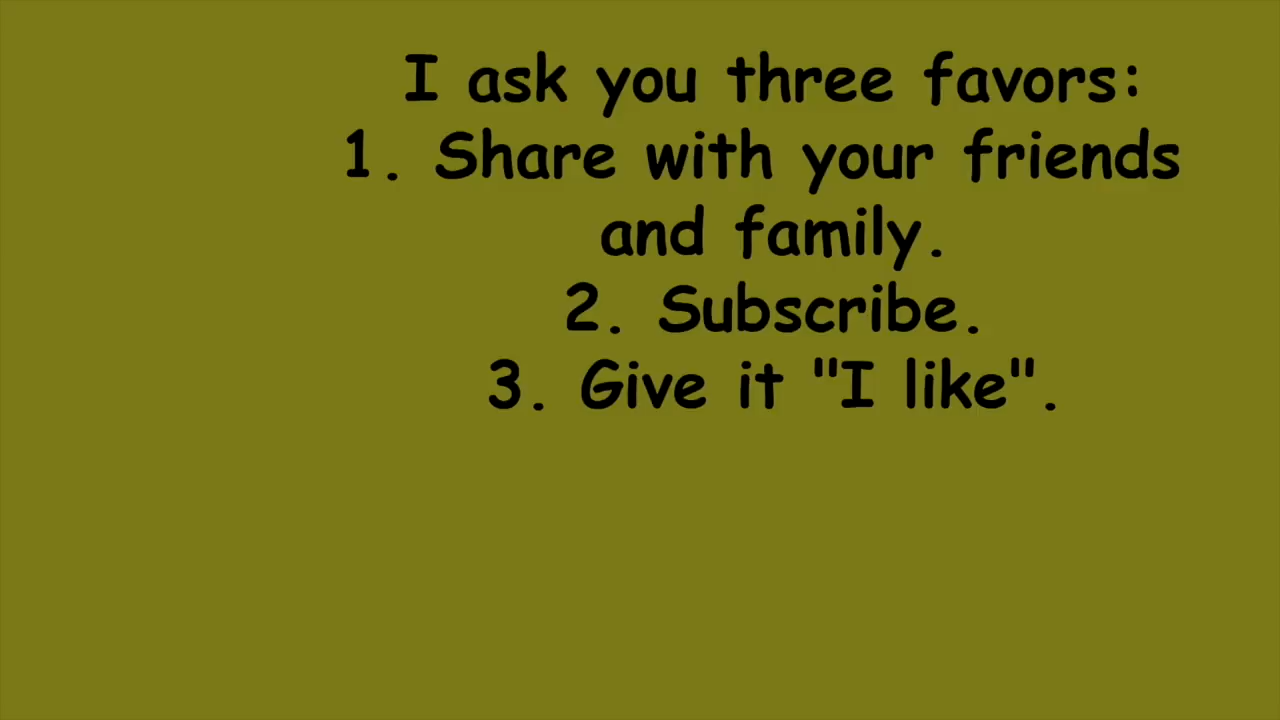 I ask you three favors:
1. Share with your friends
and family.
2. Subscribe.
3. Give it "I like".